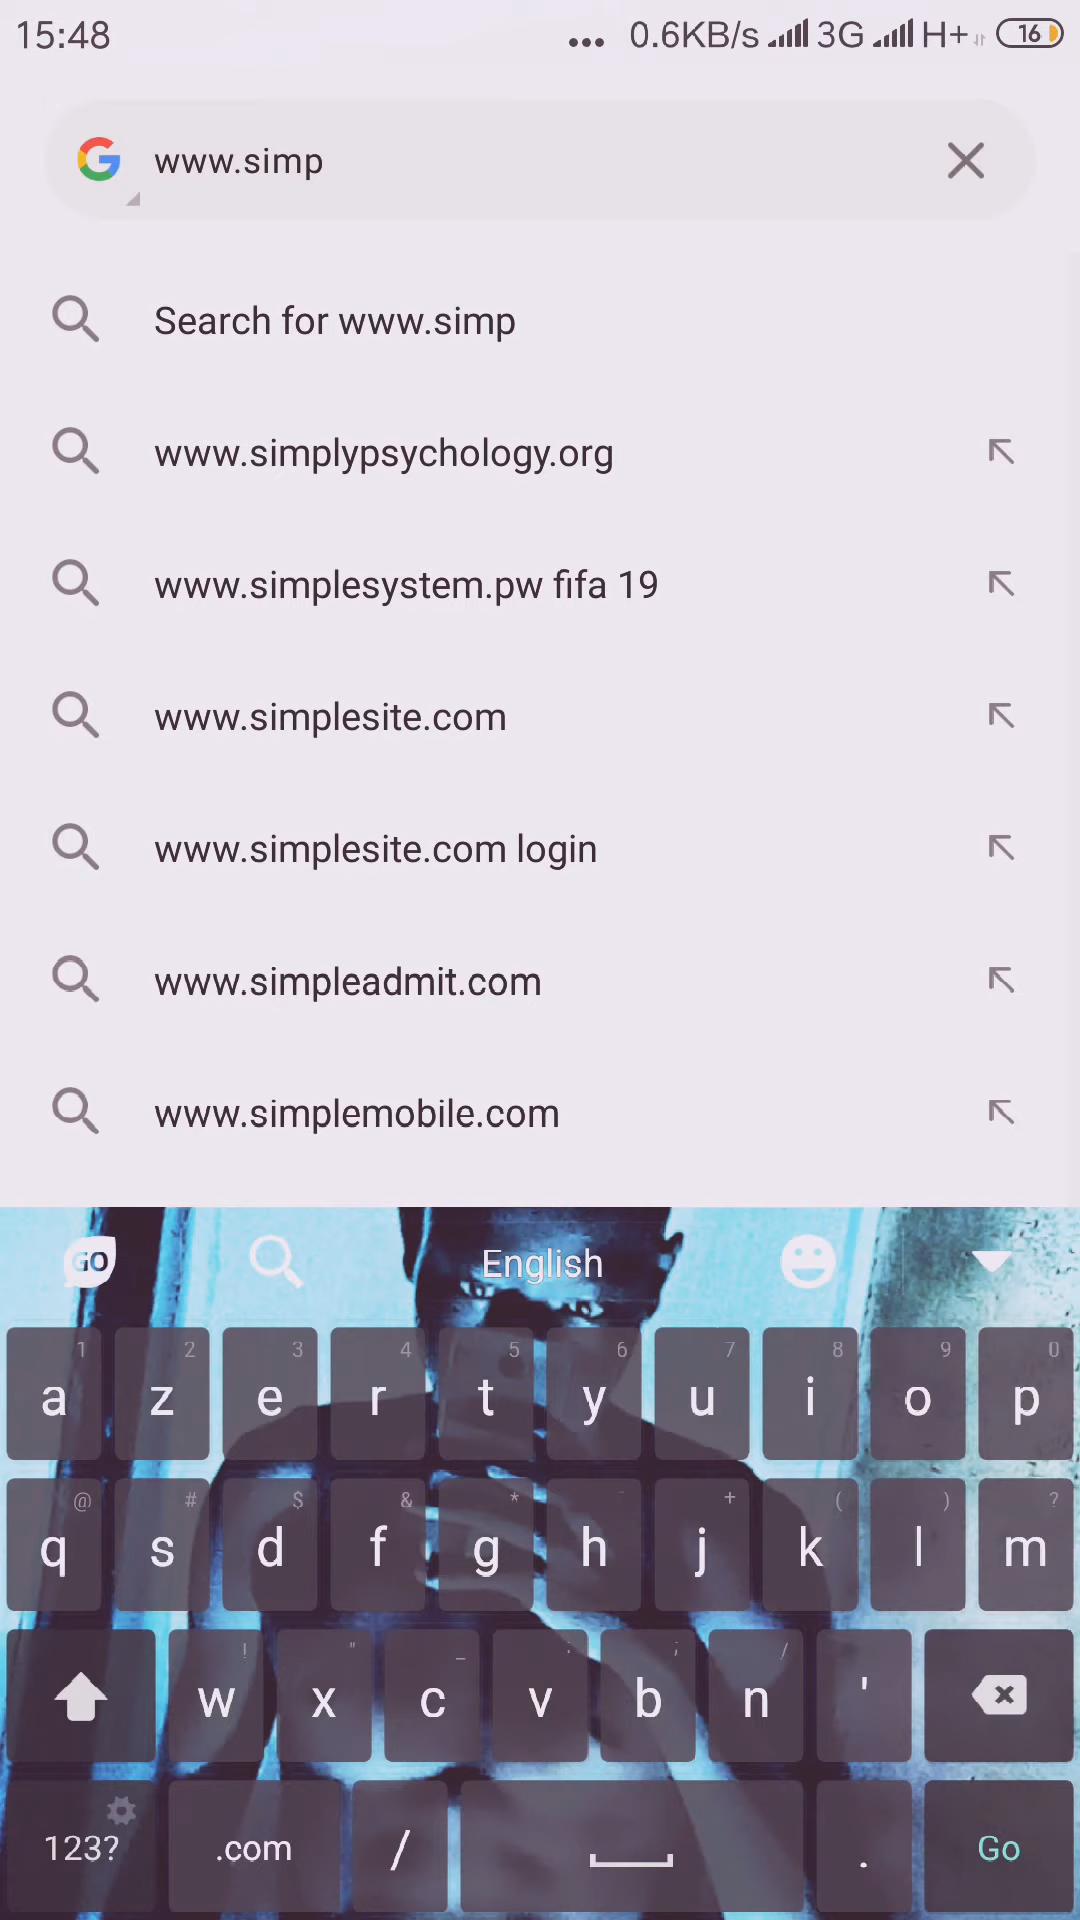 15:48 ... 0.6KB/s 3G H+ 16
www.simp
Search for www.simp
www.simplypsychology.org
www.simplesystem.pw fifa 19
www.simplesite.com
www.simplesite.com login
www.simpleadmit.com
www.simplemobile.com
GO English
1 2 3 4 5 6 7 8 9 0
a z e r t y u i o p
@ # $ & * - + ( ) ?
q s d f g h j k l m
! " _ : ; /
w x c v b n '
123? .com / . Go